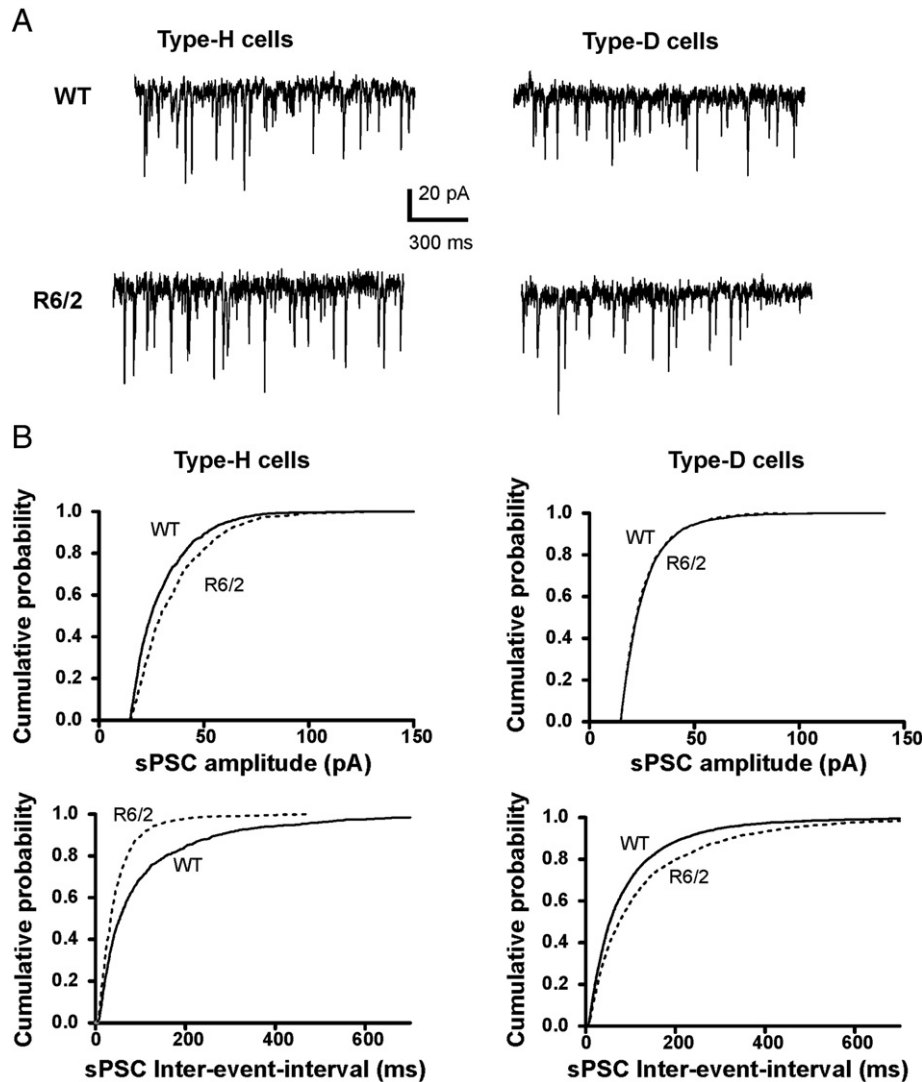 A
Type-H cells
Type-D cells
WT
20 pA
300 ms
R6/2
B
Type-H cells
Type-D cells
Cumulative probability
1.0
0.8
0.6
0.4
0.2
0.0
WT
R6/2
0
50
100
150
sPSC amplitude (pA)
Cumulative probability
1.0
0.8
0.6
0.4
0.2
0.0
WT
R6/2
0
50
100
150
sPSC amplitude (pA)
Cumulative probability
1.0
0.8
0.6
0.4
0.2
0.0
R6/2
WT
0
200
400
600
sPSC Inter-event-interval (ms)
Cumulative probability
1.0
0.8
0.6
0.4
0.2
0.0
WT
R6/2
0
200
400
600
sPSC Inter-event-interval (ms)